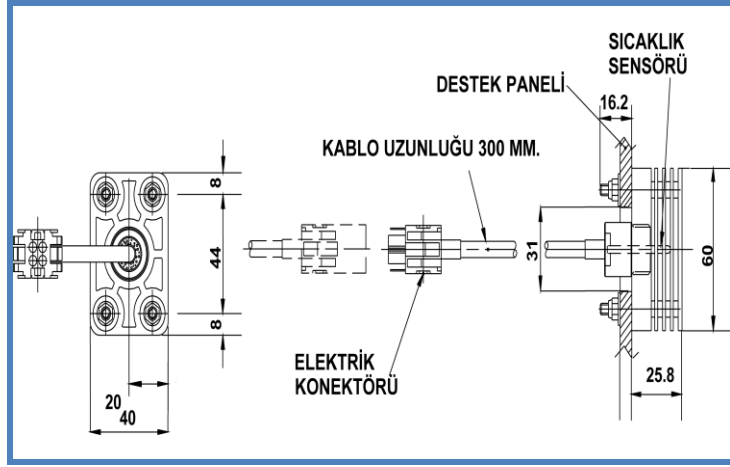 SICAKLIK
SENSÖRÜ
DESTEK PANELİ
16.2
KABLO UZUNLUĞU 300 MM.
8
44
8
31
60
ELEKTRİK
KONEKTÖRÜ
25.8
20
40